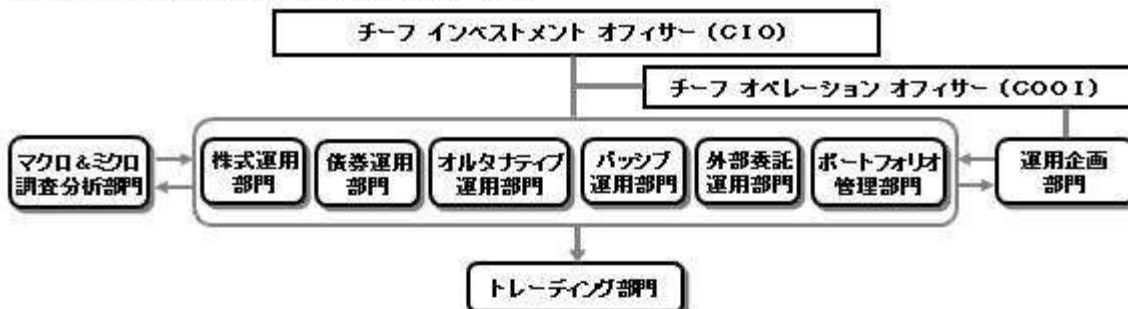 チーフ インベストメント オフィサー (CIO)
チーフ オペレーション オフィサー (COOI)
マクロ&ミクロ
調査分析部門
株式運用
部門
債券運用
部門
オルタナティブ
運用部門
パッシブ
運用部門
外部委託
運用部門
ポートフォリオ
管理部門
運用企画
部門
トレーディング部門